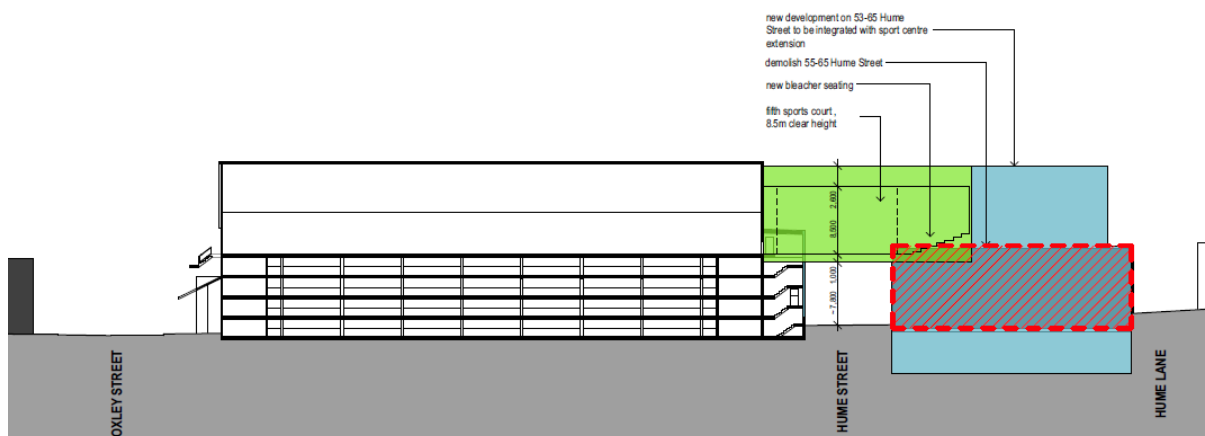 new development on 53-65 Hume
Street to be integrated with sport centre
extension
demolish 55-65 Hume Street
new bleacher seating
fifth sports court ,
8.5m clear height
2,600
8,500
1,000
~7,800
OXLEY STREET
HUME STREET
HUME LANE